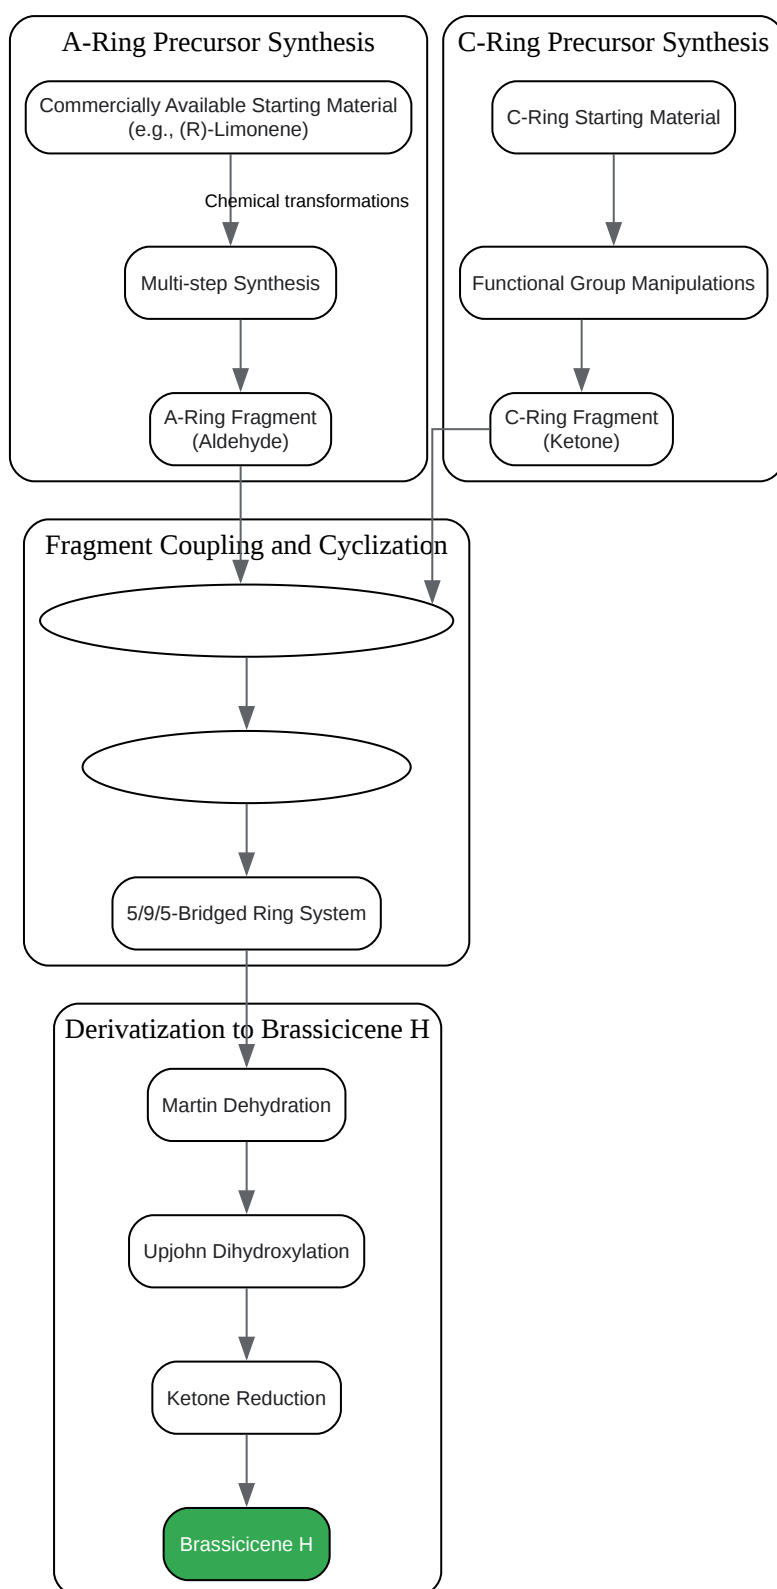 A-Ring Precursor Synthesis
Commercially Available Starting Material
(e.g., (R)-Limonene)
Chemical transformations
Multi-step Synthesis
A-Ring Fragment
(Aldehyde)
C-Ring Precursor Synthesis
C-Ring Starting Material
Functional Group Manipulations
C-Ring Fragment
(Ketone)
Fragment Coupling and Cyclization
5/9/5-Bridged Ring System
Derivatization to Brassicicene H
Martin Dehydration
Upjohn Dihydroxylation
Ketone Reduction
Brassicicene H